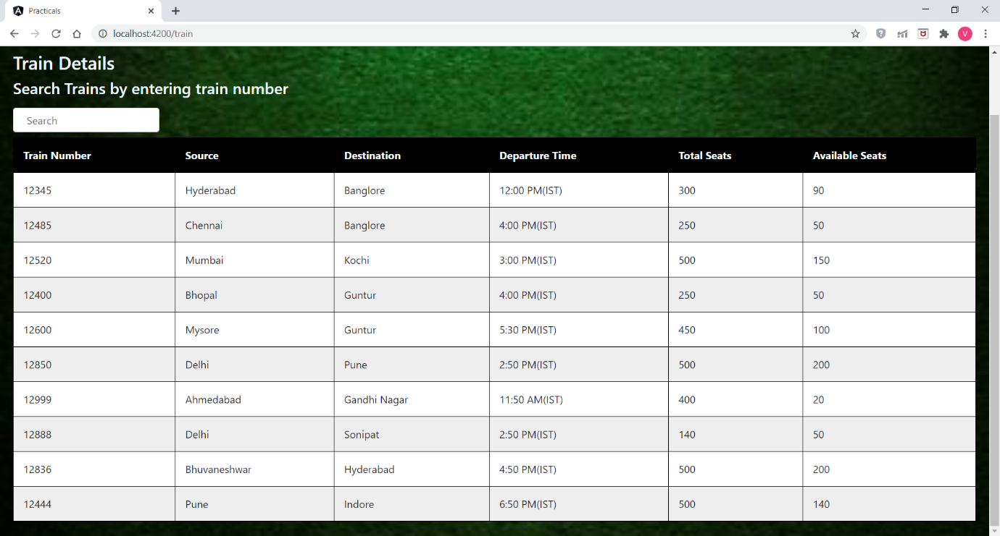 Practicals
localhost:4200/train
V
Train Details
Search Trains by entering train number
Search
Train Number Source Destination Departure Time Total Seats Available Seats
12345 Hyderabad Banglore 12:00 PM(IST) 300 90
12485 Chennai Banglore 4:00 PM(IST) 250 50
12520 Mumbai Kochi 3:00 PM(IST) 500 150
12400 Bhopal Guntur 4:00 PM(IST) 250 50
12600 Mysore Guntur 5:30 PM(IST) 450 100
12850 Delhi Pune 2:50 PM(IST) 500 200
12999 Ahmedabad Gandhi Nagar 11:50 AM(IST) 400 20
12888 Delhi Sonipat 2:50 PM(IST) 140 50
12836 Bhuvaneshwar Hyderabad 4:50 PM(IST) 500 200
12444 Pune Indore 6:50 PM(IST) 500 140